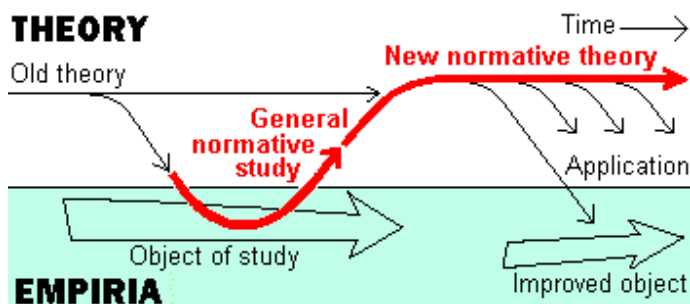 THEORY
Time
New normative theory
Old theory
General
normative
study
Application
Object of study
Improved object
EMPIRIA